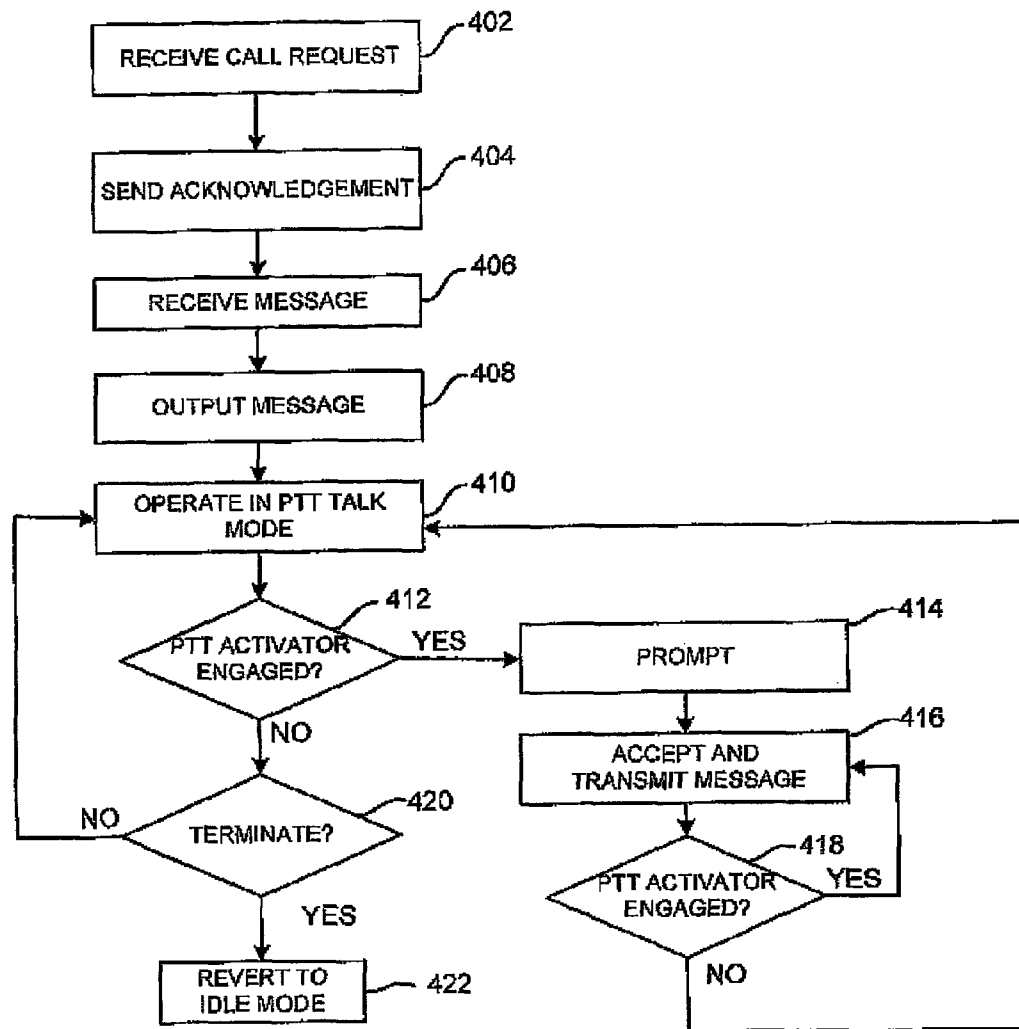 402
RECEIVE CALL REQUEST
404
SEND ACKNOWLEDGEMENT
406
RECEIVE MESSAGE
408
OUTPUT MESSAGE
410
OPERATE IN PTT TALK
MODE
412
PTT ACTIVATOR
ENGAGED?
YES
NO
414
PROMPT
416
ACCEPT AND
TRANSMIT MESSAGE
418
PTT ACTIVATOR
ENGAGED?
YES
NO
420
TERMINATE?
NO
YES
REVERT TO
IDLE MODE
422